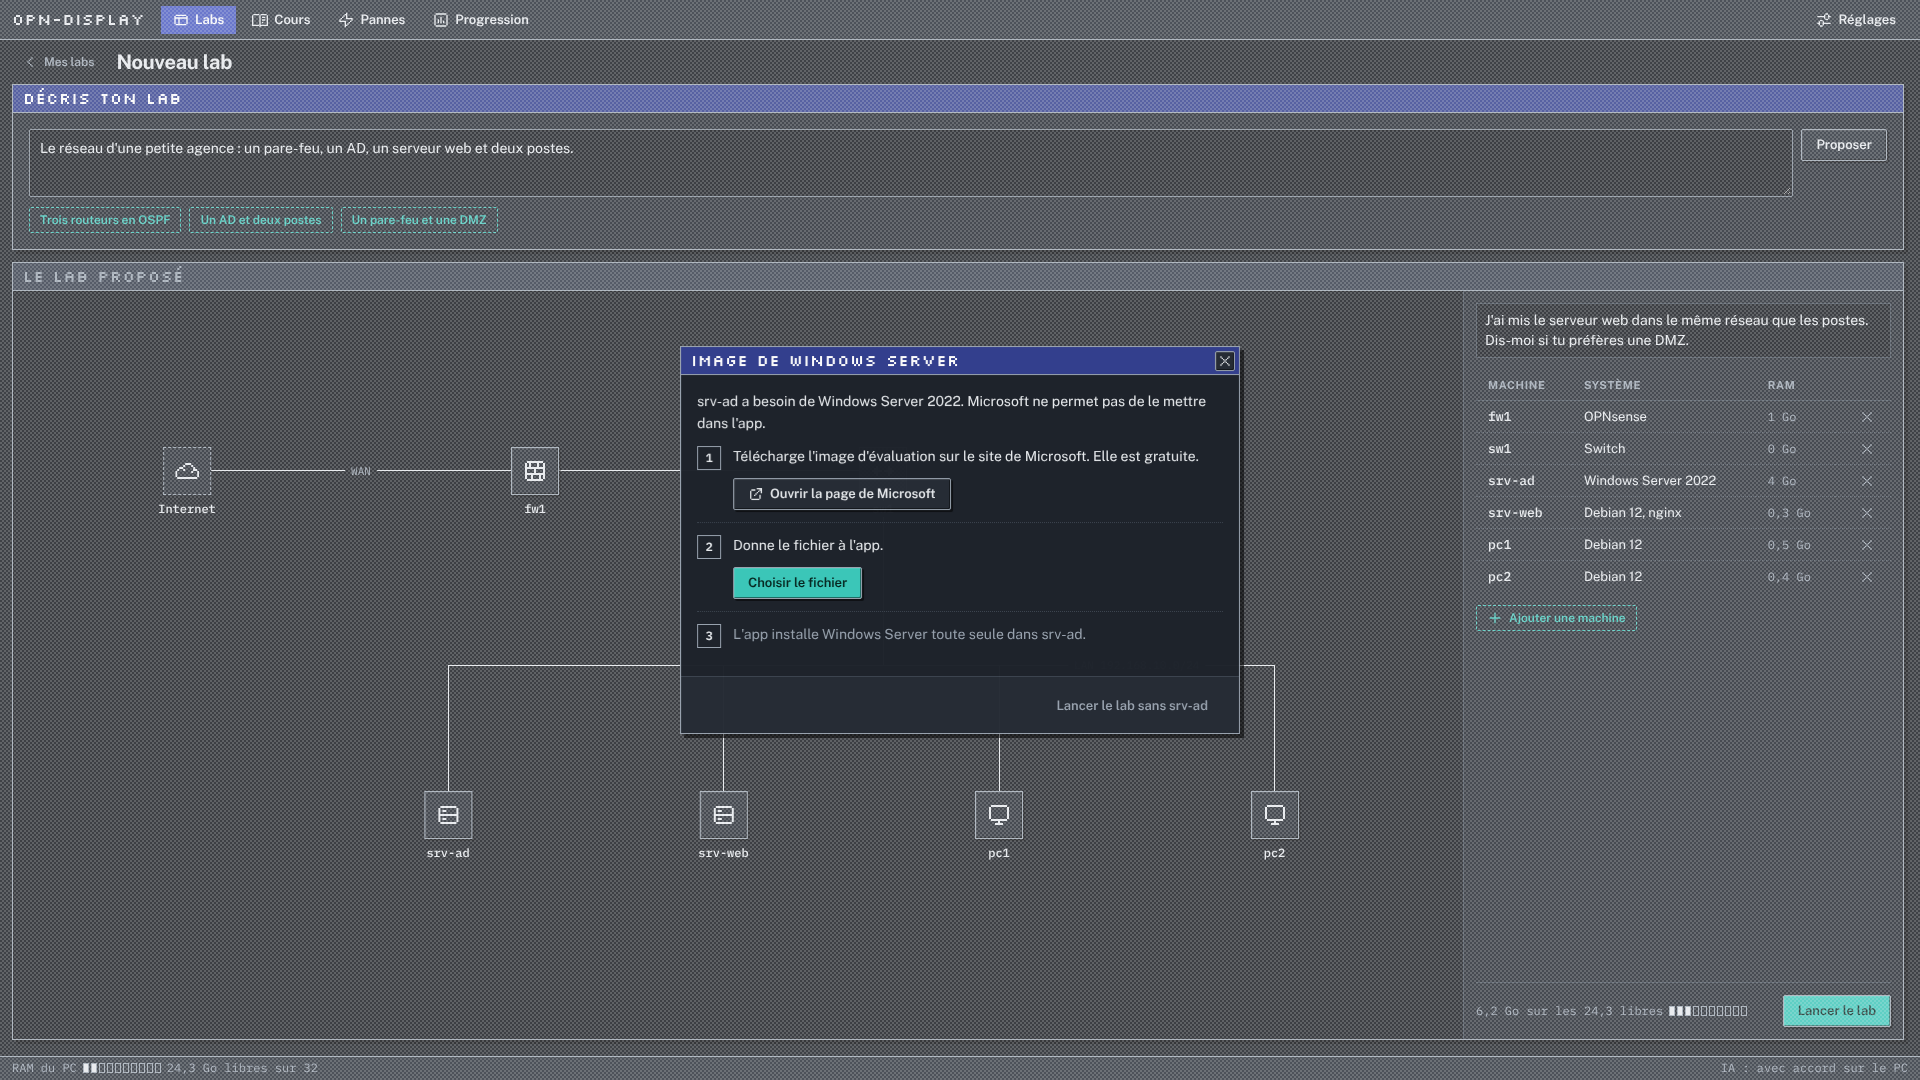 OPN-DISPLAY
Labs
Cours
Pannes
Progression
Réglages
Mes labs
Nouveau lab
DÉCRIS TON LAB
Le réseau d'une petite agence : un pare-feu, un AD, un serveur web et deux postes.
Proposer
Trois routeurs en OSPF
Un AD et deux postes
Un pare-feu et une DMZ
LE LAB PROPOSÉ
Internet
WAN
fw1
srv-ad
srv-web
pc1
pc2
IMAGE DE WINDOWS SERVER
srv-ad a besoin de Windows Server 2022. Microsoft ne permet pas de le mettre
dans l'app.
1 Télécharge l'image d'évaluation sur le site de Microsoft. Elle est gratuite.
Ouvrir la page de Microsoft
2 Donne le fichier à l'app.
Choisir le fichier
3 L'app installe Windows Server toute seule dans srv-ad.
Lancer le lab sans srv-ad
J'ai mis le serveur web dans le même réseau que les postes.
Dis-moi si tu préfères une DMZ.
MACHINE SYSTÈME RAM
fw1 OPNsense 1 Go
sw1 Switch 0 Go
srv-ad Windows Server 2022 4 Go
srv-web Debian 12, nginx 0,3 Go
pc1 Debian 12 0,5 Go
pc2 Debian 12 0,4 Go
Ajouter une machine
6,2 Go sur les 24,3 libres
Lancer le lab
RAM du PC 24,3 Go libres sur 32
IA : avec accord sur le PC